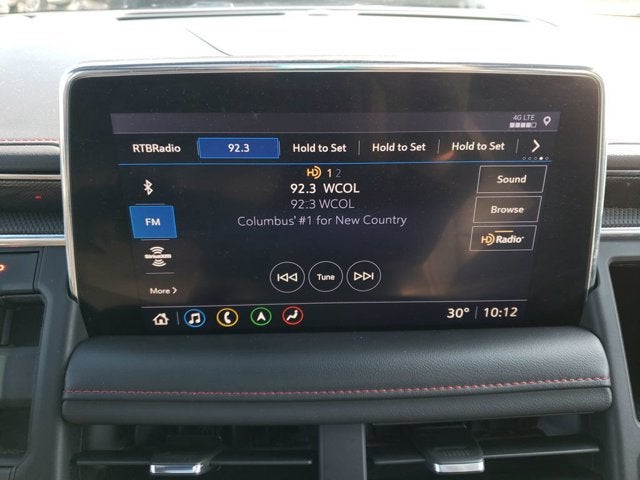 4G LTE
RTBRadio 92.3 Hold to Set Hold to Set Hold to Set
HD 1 2
92.3 WCOL
92.3 WCOL
Columbus' #1 for New Country
Sound
Browse
HD Radio
FM
SiriusXM
More
Tune
30° 10:12